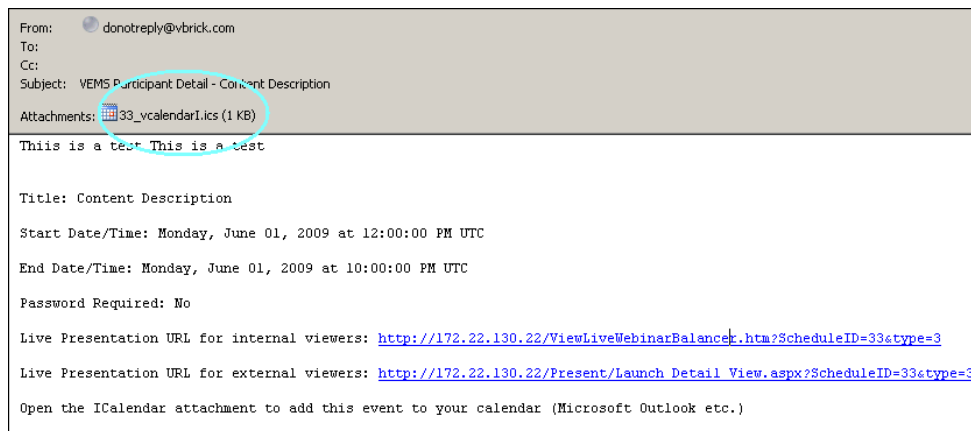 From: donotreply@vbrick.com
To:
Cc:
Subject: VEMS Participant Detail - Content Description
Attachments: 33_vcalendarI.ics (1 KB)
Thiis is a test This is a test
Title: Content Description
Start Date/Time: Monday, June 01, 2009 at 12:00:00 PM UTC
End Date/Time: Monday, June 01, 2009 at 10:00:00 PM UTC
Password Required: No
Live Presentation URL for internal viewers: http://172.22.130.22/ViewLiveWebinarBalancer.htm?ScheduleID=33&type=3
Live Presentation URL for external viewers: http://172.22.130.22/Present/Launch_Detail_View.aspx?ScheduleID=33&type=3
Open the ICalendar attachment to add this event to your calendar (Microsoft Outlook etc.)